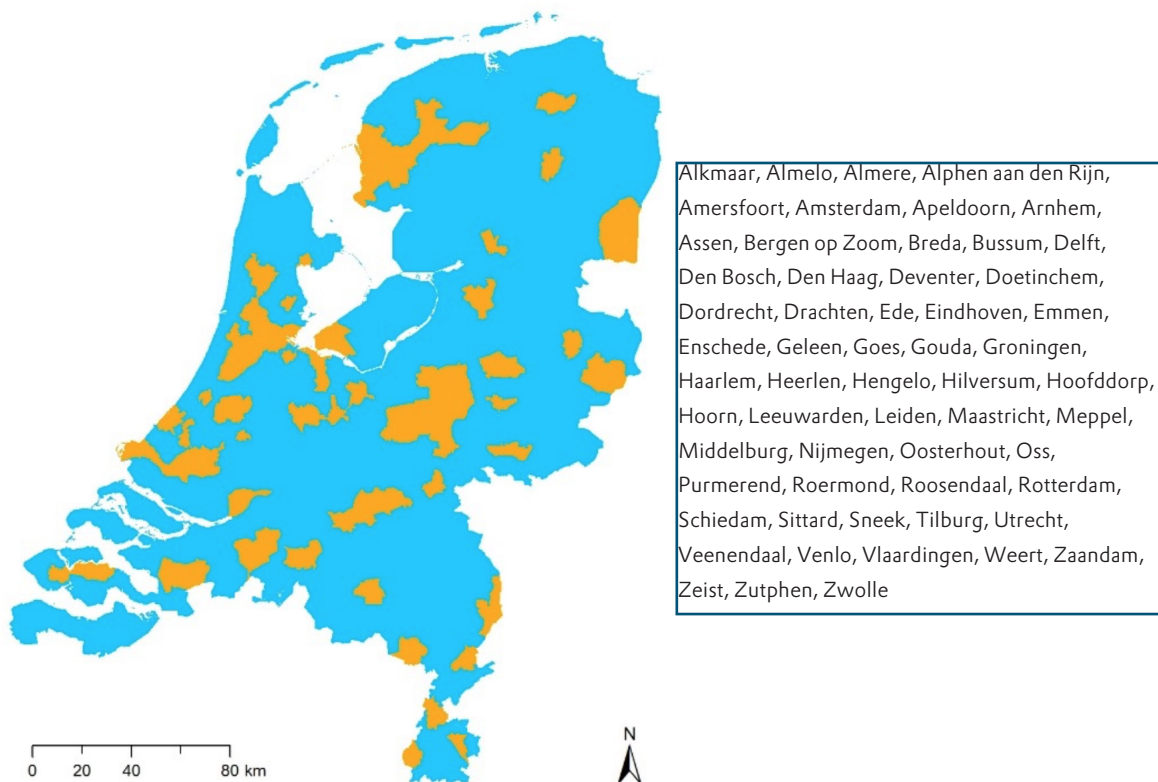 Alkmaar, Almelo, Almere, Alphen aan den Rijn,
Amersfoort, Amsterdam, Apeldoorn, Arnhem,
Assen, Bergen op Zoom, Breda, Bussum, Delft,
Den Bosch, Den Haag, Deventer, Doetinchem,
Dordrecht, Drachten, Ede, Eindhoven, Emmen,
Enschede, Geleen, Goes, Gouda, Groningen,
Haarlem, Heerlen, Hengelo, Hilversum, Hoofddorp,
Hoorn, Leeuwarden, Leiden, Maastricht, Meppel,
Middelburg, Nijmegen, Oosterhout, Oss,
Purmerend, Roermond, Roosendaal, Rotterdam,
Schiedam, Sittard, Sneek, Tilburg, Utrecht,
Veenendaal, Venlo, Vlaardingen, Weert, Zaandam,
Zeist, Zutphen, Zwolle
N
0 20 40 80 km